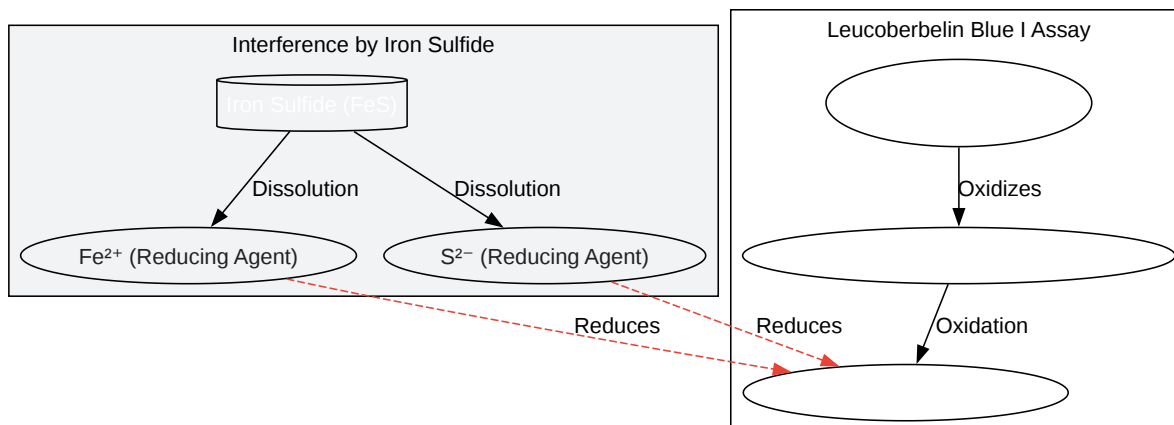 Interference by Iron Sulfide
Leucoberbelin Blue I Assay
Iron Sulfide (FeS)
Dissolution
Dissolution
Oxidizes
Fe²⁺ (Reducing Agent)
S²⁻ (Reducing Agent)
Reduces
Reduces
Oxidation